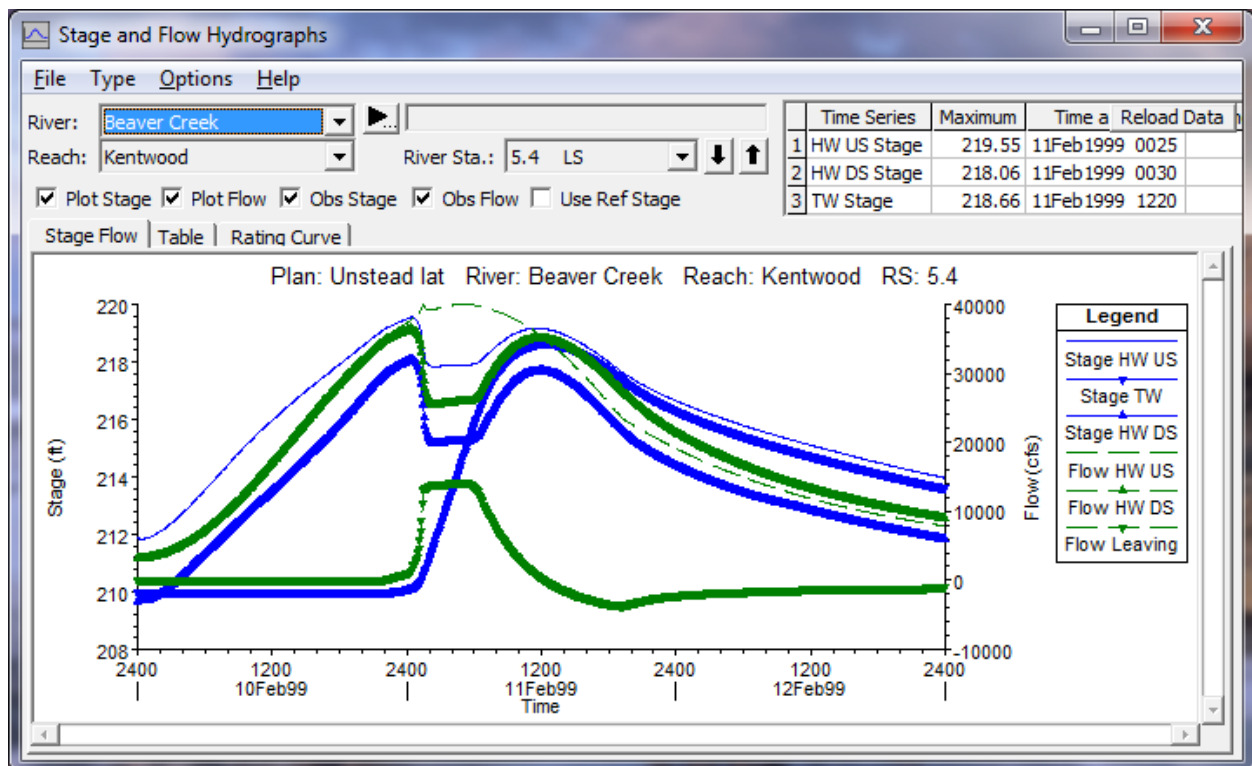 Stage and Flow Hydrographs
File Type Options Help
River: Beaver Creek
Reach: Kentwood River Sta.: 5.4 LS
Plot Stage Plot Flow Obs Stage Obs Flow Use Ref Stage
Time Series Maximum Time a Reload Data
1 HW US Stage 219.55 11Feb1999 0025
2 HW DS Stage 218.06 11Feb1999 0030
3 TW Stage 218.66 11Feb1999 1220
Stage Flow Table Rating Curve
Plan: Unstead lat River: Beaver Creek Reach: Kentwood RS: 5.4
Stage (ft)
220
218
216
214
212
210
208
40000
30000
20000
10000
0
-10000
Flow (cfs)
2400 1200 2400 1200 2400 1200 2400
10Feb99 11Feb99 12Feb99
Time
Legend
Stage HW US
Stage TW
Stage HW DS
Flow HW US
Flow HW DS
Flow Leaving